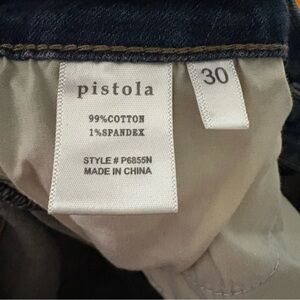 pistola
99%COTTON
1%SPANDEX
STYLE # P6855N
MADE IN CHINA
30